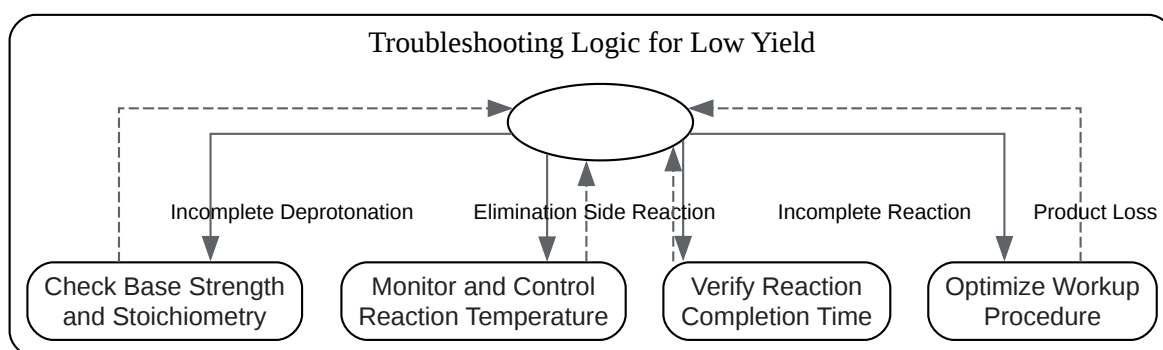 Troubleshooting Logic for Low Yield
Incomplete Deprotonation
Elimination Side Reaction
Incomplete Reaction
Product Loss
Check Base Strength
and Stoichiometry
Monitor and Control
Reaction Temperature
Verify Reaction
Completion Time
Optimize Workup
Procedure